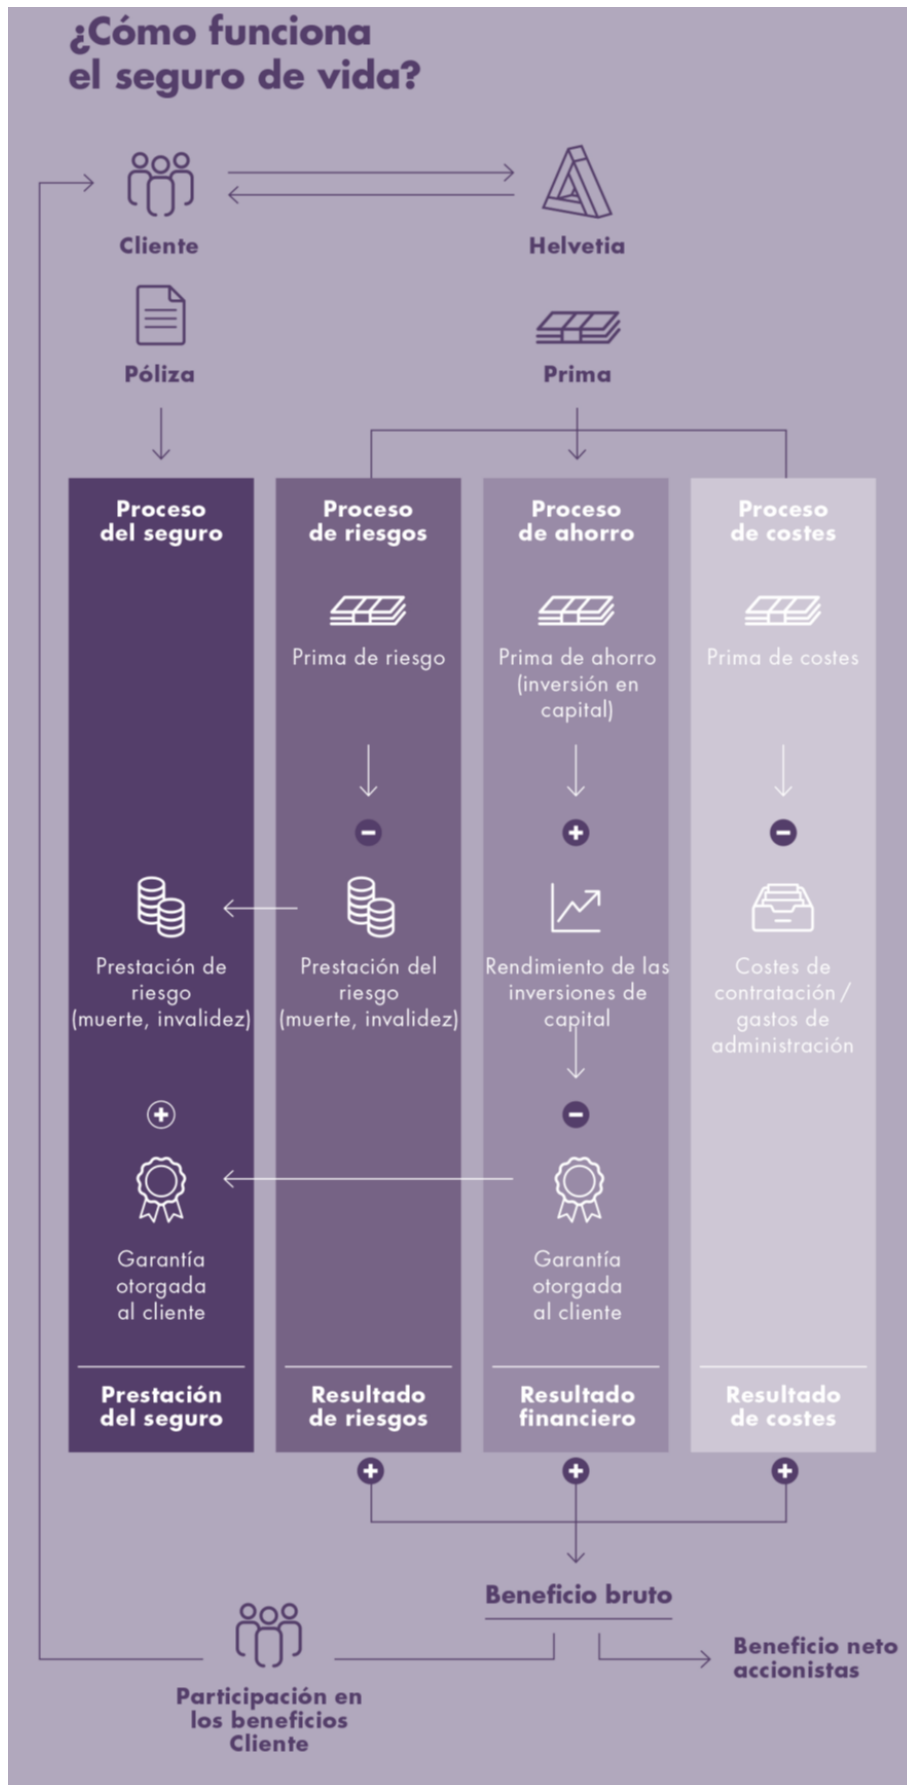 ¿Cómo funciona
el seguro de vida?
Cliente
Helvetia
Póliza
Prima
Proceso
del seguro
Prestación de
riesgo
(muerte, invalidez)
Garantía
otorgada
al cliente
Prestación
del seguro
Proceso
de riesgos
Prima de riesgo
Prestación del
riesgo
(muerte, invalidez)
Resultado
de riesgos
Proceso
de ahorro
Prima de ahorro
(inversión en
capital)
Rendimiento de las
inversiones de
capital
Garantía
otorgada
al cliente
Resultado
financiero
Proceso
de costes
Prima de costes
Costes de
contratación /
gastos de
administración
Resultado
de costes
Beneficio bruto
Beneficio neto
accionistas
Participación en
los beneficios
Cliente